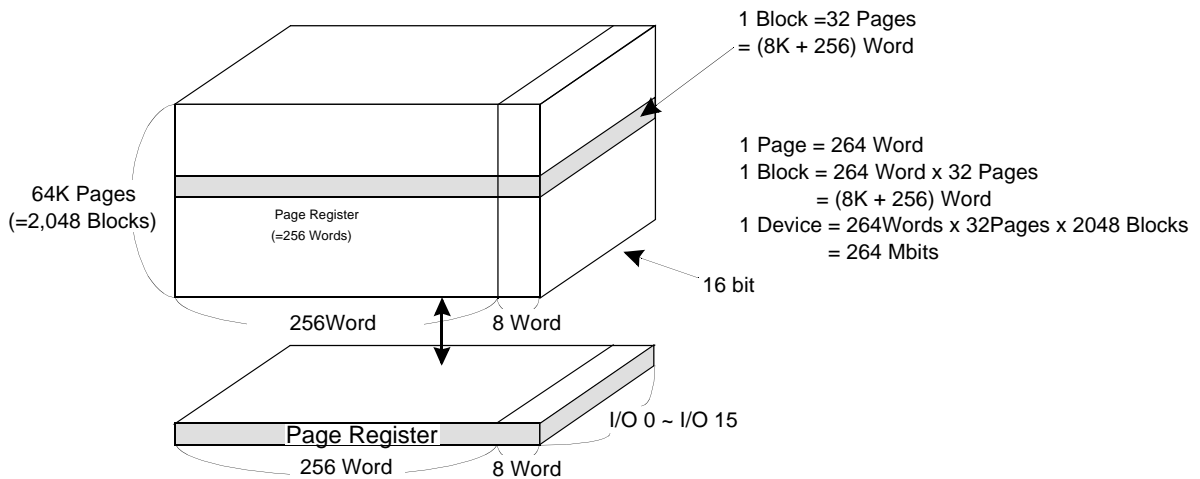 1 Block =32 Pages
= (8K + 256) Word
1 Page = 264 Word
1 Block = 264 Word x 32 Pages
= (8K + 256) Word
1 Device = 264Words x 32Pages x 2048 Blocks
= 264 Mbits
64K Pages
(=2,048 Blocks)
Page Register
(=256 Words)
16 bit
256Word
8 Word
I/O 0 ~ I/O 15
Page Register
256 Word
8 Word